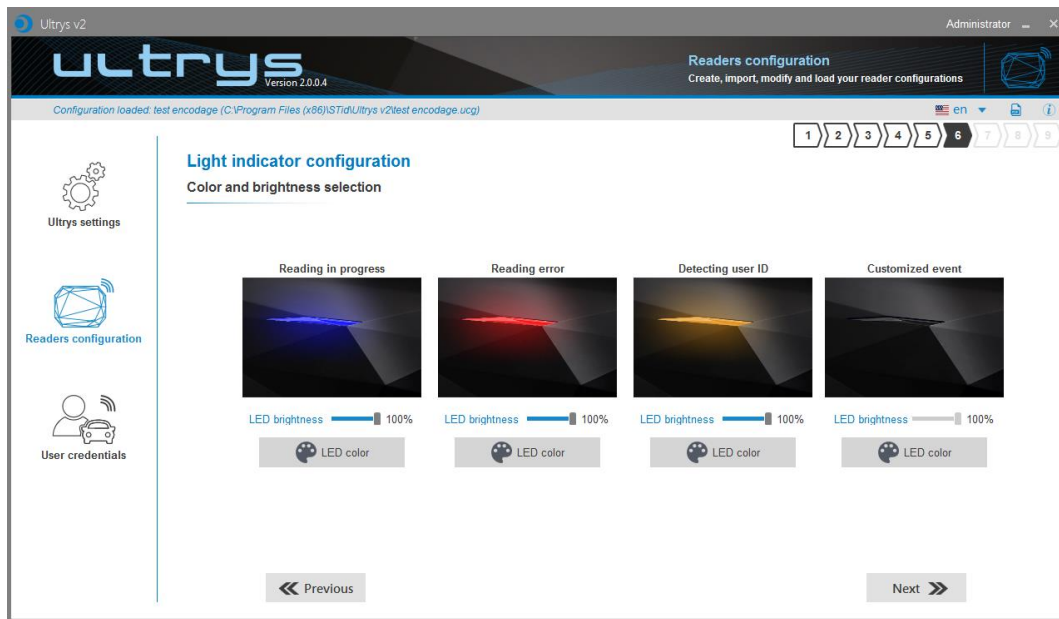 Ultrys v2
Administrator
ultrys
Version 2.0.0.4
Readers configuration
Create, import, modify and load your reader configurations
Configuration loaded: test encodage (C:\Program Files (x86)\STid\Ultrys v2\test encodage.ucg)
en
1 2 3 4 5 6 7 8 9
Light indicator configuration
Color and brightness selection
Ultrys settings
Readers configuration
User credentials
Reading in progress
LED brightness 100%
LED color
Reading error
LED brightness 100%
LED color
Detecting user ID
LED brightness 100%
LED color
Customized event
LED brightness 100%
LED color
Previous
Next